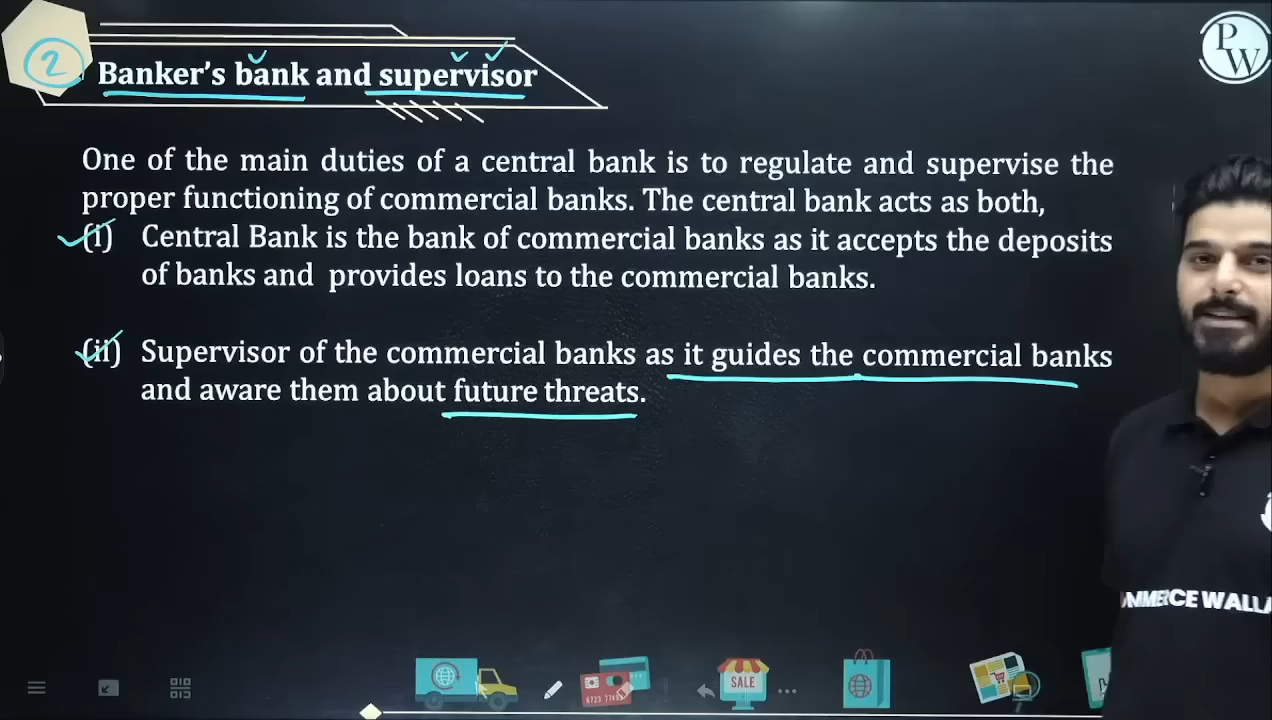 2
Banker's bank and supervisor
PW
One of the main duties of a central bank is to regulate and supervise the
proper functioning of commercial banks. The central bank acts as both,
(i) Central Bank is the bank of commercial banks as it accepts the deposits
of banks and provides loans to the commercial banks.
(ii) Supervisor of the commercial banks as it guides the commercial banks
and aware them about future threats.
SALE